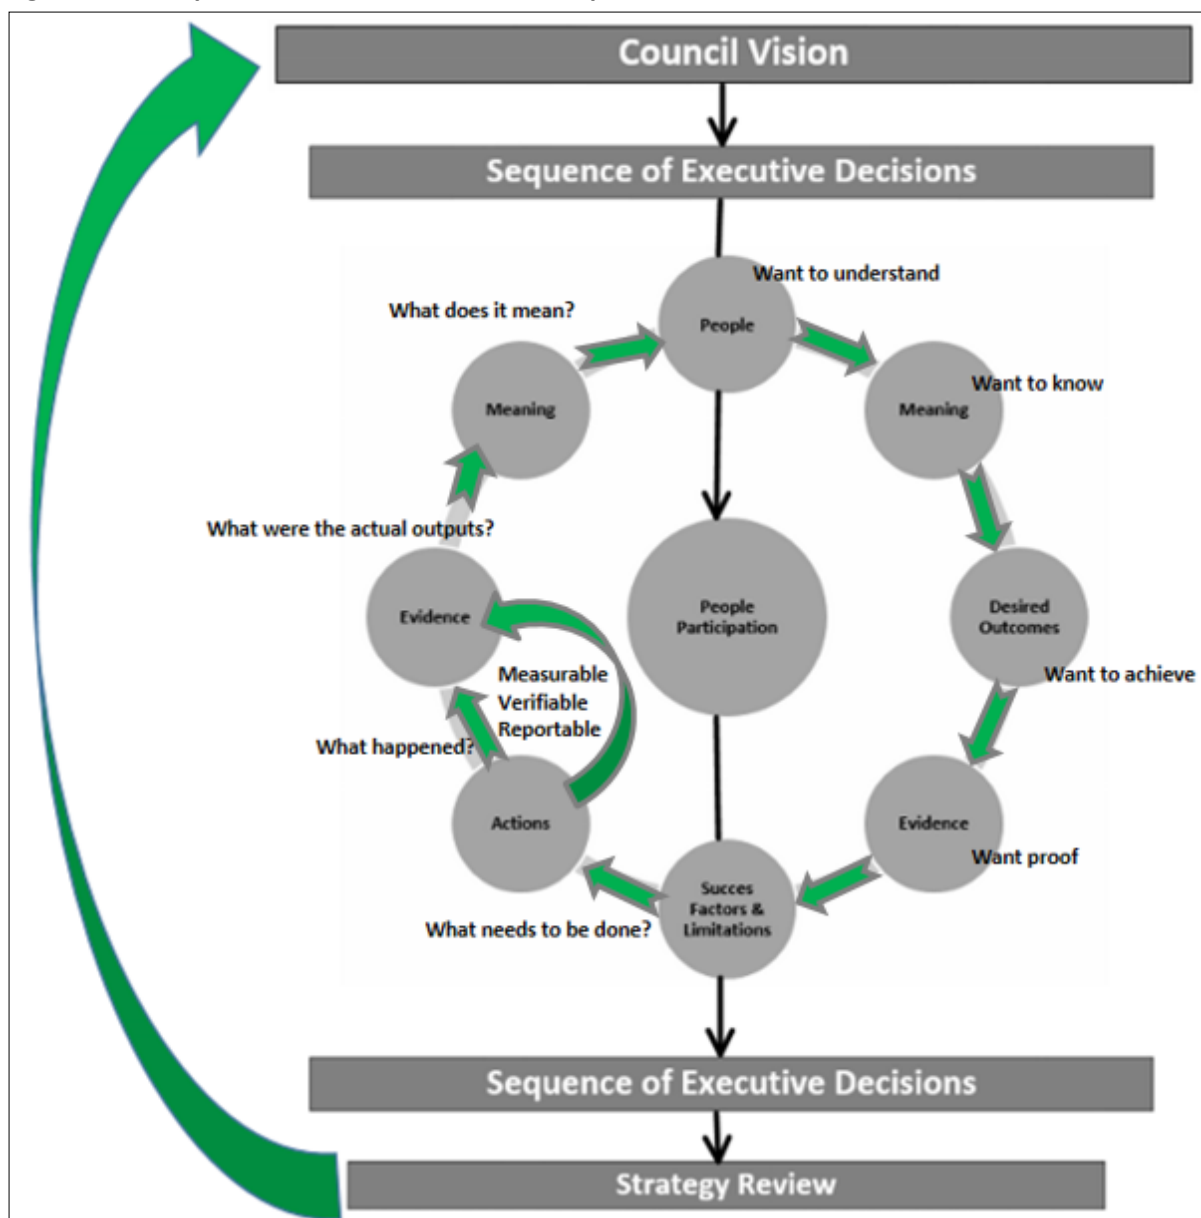 Council Vision
Sequence of Executive Decisions
Want to understand
What does it mean?
People
Meaning
Want to know
Meaning
What were the actual outputs?
Evidence
People
Participation
Desired
Outcomes
Measurable
Verifiable
Reportable
Want to achieve
What happened?
Actions
Evidence
Want proof
Succes
Factors &
Limitations
What needs to be done?
Sequence of Executive Decisions
Strategy Review